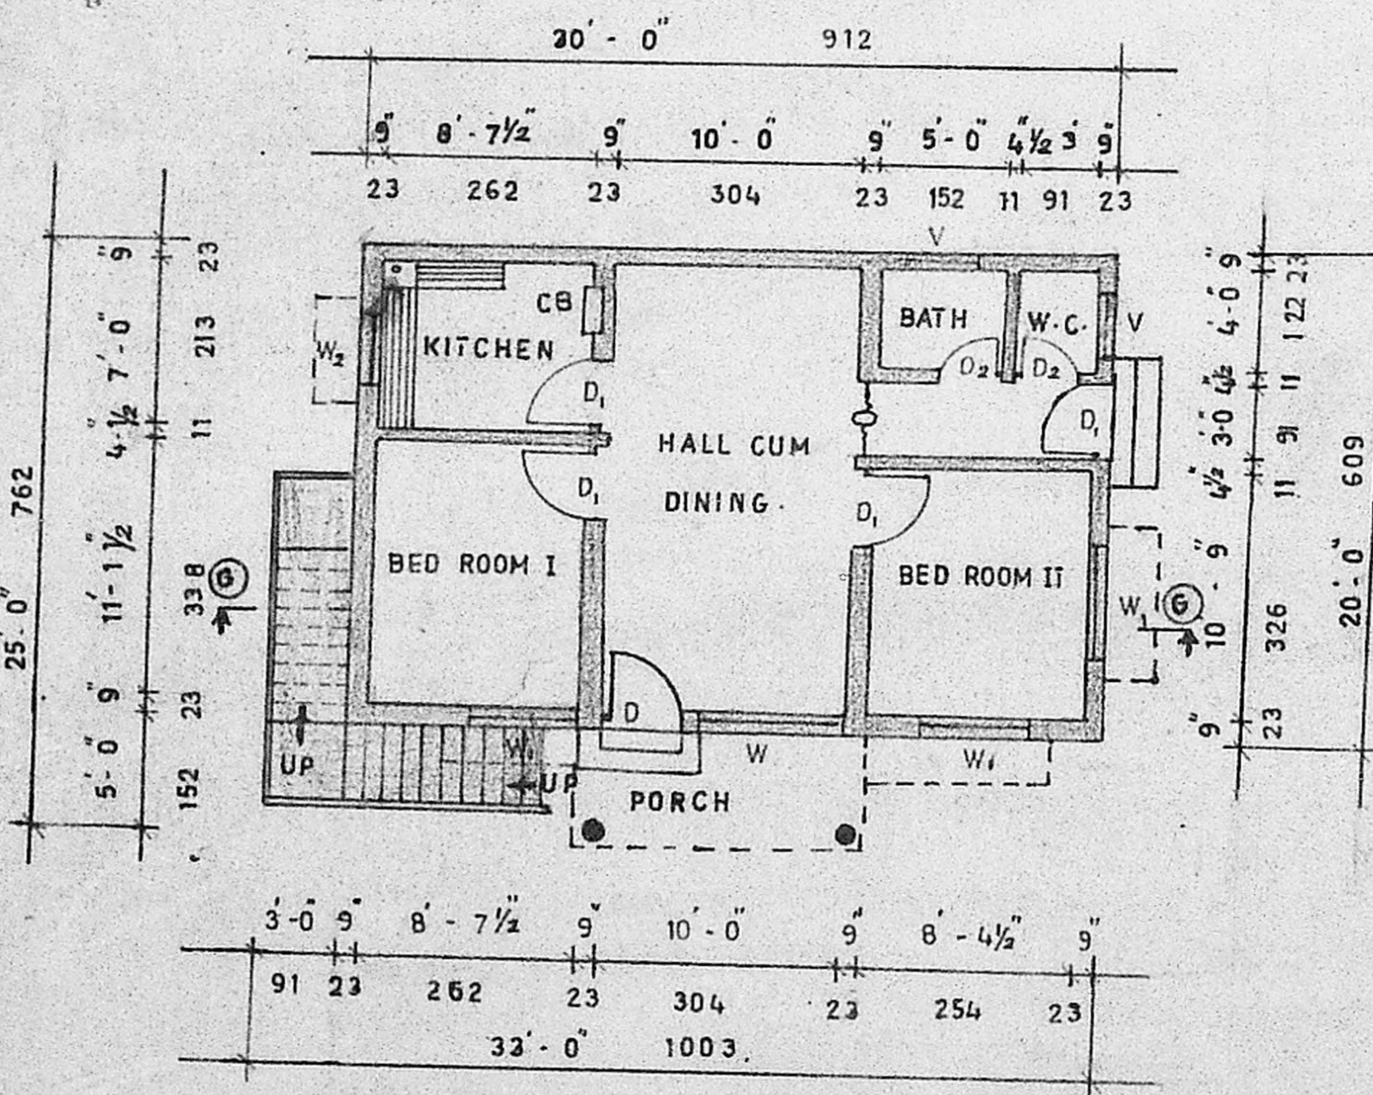 30'-0" 912
9" 8'-7½" 9" 10'-0" 9" 5'-0" 4½" 3' 9"
23 262 23 304 23 152 11 91 23
V
9" 7'-0" 4-½" 11'-1½" 9" 5'-0"
23 213 11 338 23 152
25'-0" 762
9" 4'-0" 4½" 3'-0" 4½" 10'-9" 9"
23 122 11 91 11 326 23
20'-0" 609
CB
KITCHEN
W2
D1
BATH
W.C.
V
D2
D2
D1
HALL CUM
DINING.
D1
D1
BED ROOM I
BED ROOM II
G
W1
G
D
W1
W
W1
UP
UP
PORCH
3'-0" 9" 8'-7½" 9" 10'-0" 9" 8'-4½" 9"
91 23 262 23 304 23 254 23
33'-0" 1003.